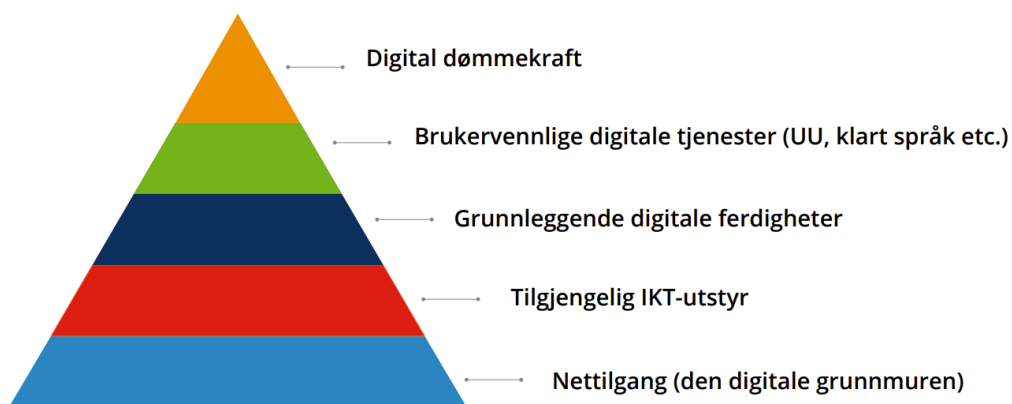 Digital dømmekraft
Brukervennlige digitale tjenester (UU, klart språk etc.)
Grunnleggende digitale ferdigheter
Tilgjengelig IKT-utstyr
Nettilgang (den digitale grunnmuren)